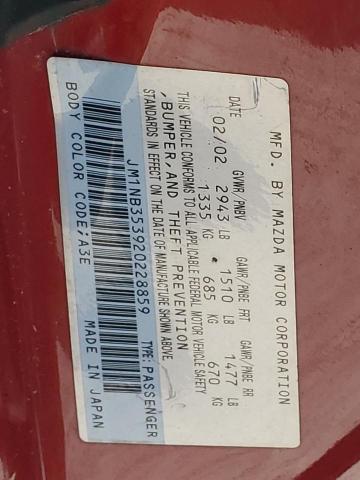 MFD. BY MAZDA MOTOR CORPORATION
DATE GVWR/PNBV GAWR/PNBE FRT GAWR/PNBE RR
02/02 2943 LB 1510 LB 1477 LB
1335 KG 685 KG 670 KG
THIS VEHICLE CONFORMS TO ALL APPLICABLE FEDERAL MOTOR VEHICLE SAFETY
, BUMPER, AND THEFT PREVENTION
STANDARDS IN EFFECT ON THE DATE OF MANUFACTURE SHOWN ABOVE.
JM1NB353920228859 TYPE:PASSENGER
BODY COLOR CODE:A3E MADE IN JAPAN